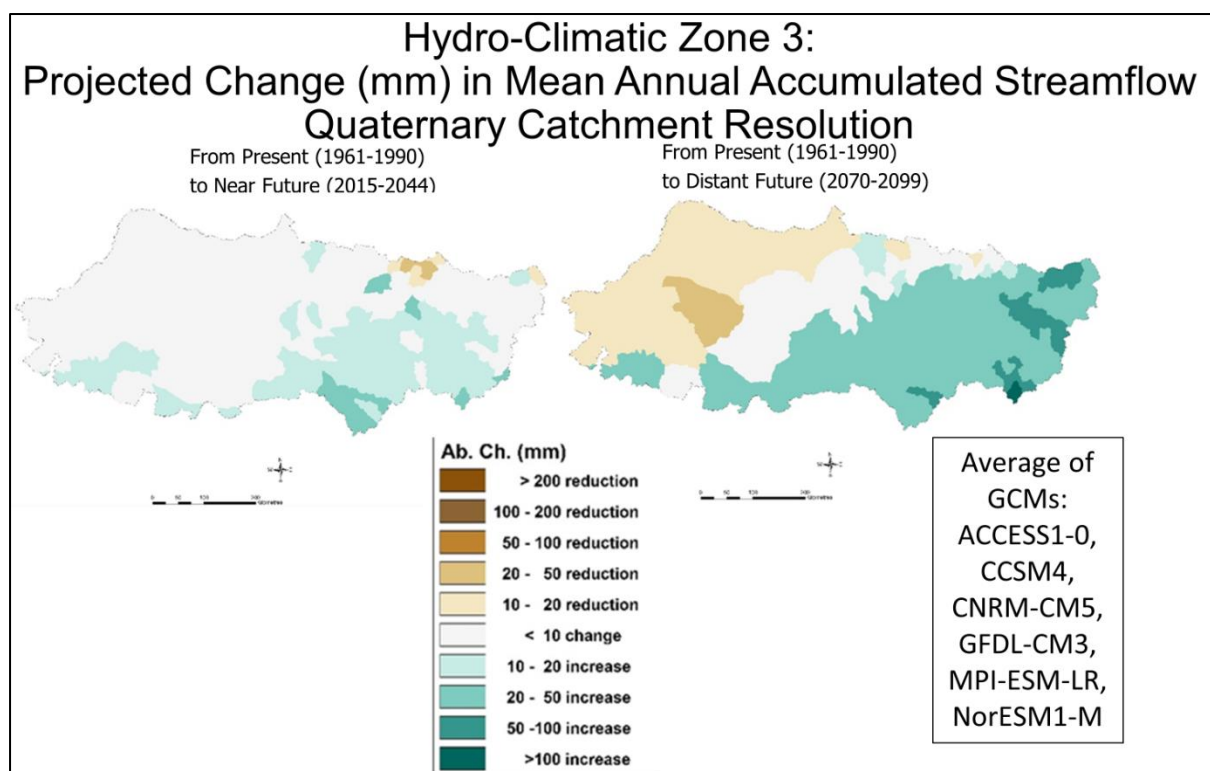 Hydro-Climatic Zone 3:
Projected Change (mm) in Mean Annual Accumulated Streamflow
Quaternary Catchment Resolution
From Present (1961-1990)
to Near Future (2015-2044)
From Present (1961-1990)
to Distant Future (2070-2099)
Ab. Ch. (mm)
> 200 reduction
100 - 200 reduction
50 - 100 reduction
20 - 50 reduction
10 - 20 reduction
< 10 change
10 - 20 increase
20 - 50 increase
50 -100 increase
>100 increase
Average of
GCMs:
ACCESS1-0,
CCSM4,
CNRM-CM5,
GFDL-CM3,
MPI-ESM-LR,
NorESM1-M